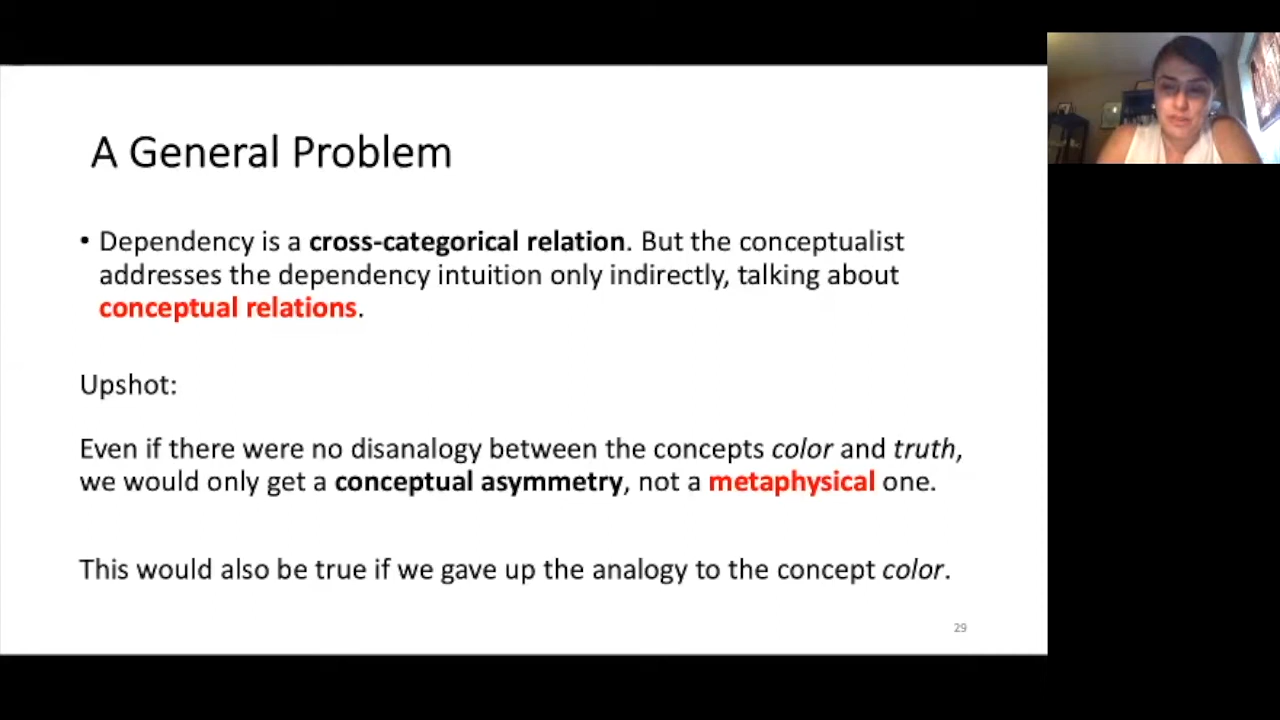 A General Problem
• Dependency is a cross-categorical relation. But the conceptualist
addresses the dependency intuition only indirectly, talking about
conceptual relations.
Upshot:
Even if there were no disanalogy between the concepts color and truth,
we would only get a conceptual asymmetry, not a metaphysical one.
This would also be true if we gave up the analogy to the concept color.
29